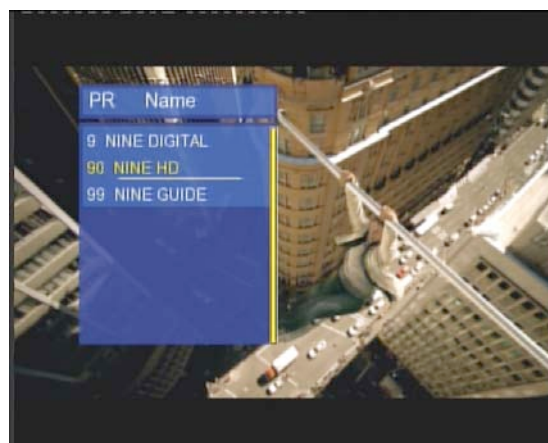 PR Name
9 NINE DIGITAL
90 NINE HD
99 NINE GUIDE